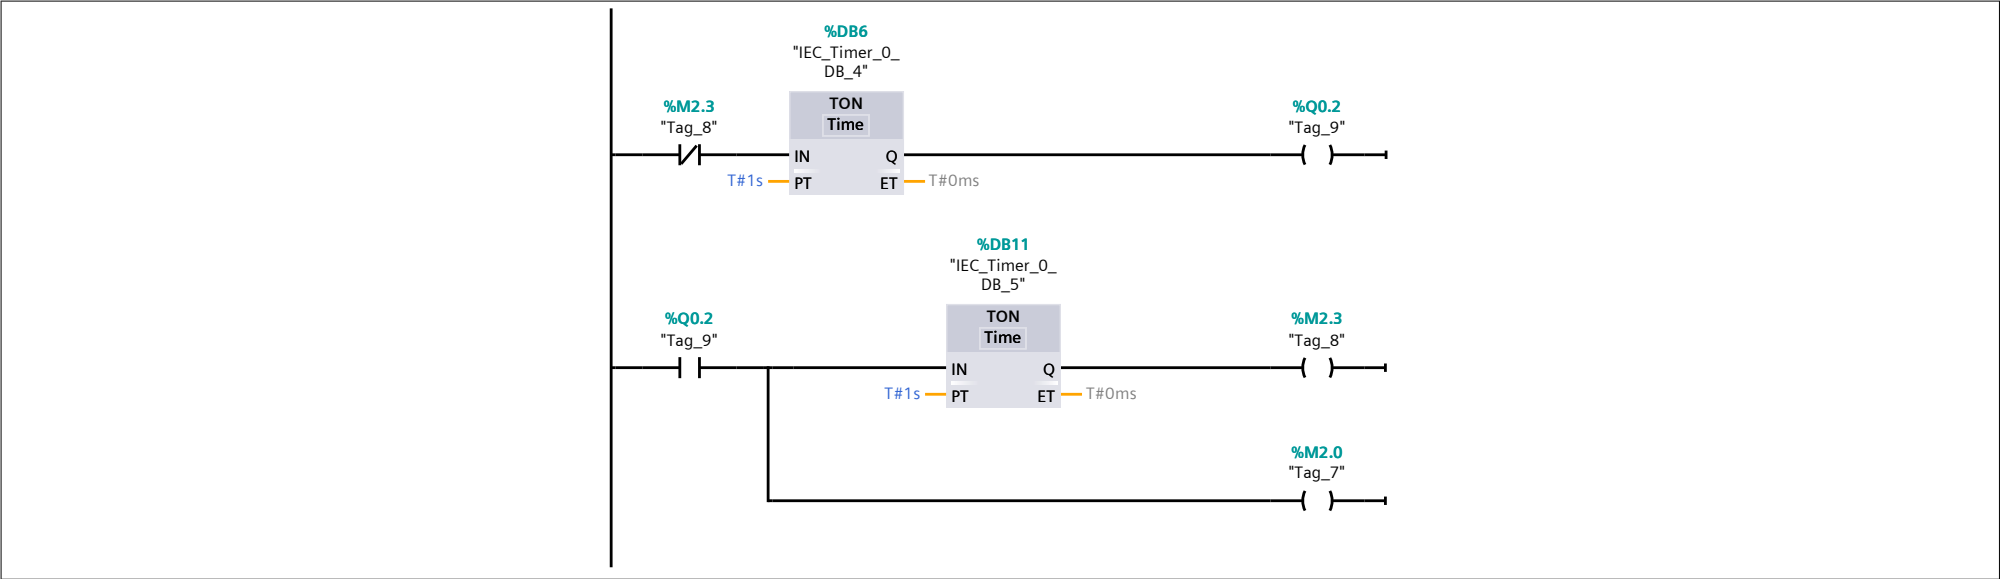 %DB6
"IEC_Timer_0_
DB_4"
%M2.3
"Tag_8"
TON
Time
%Q0.2
"Tag_9"
IN
Q
T#1s
PT
ET
T#0ms
%DB11
"IEC_Timer_0_
DB_5"
%Q0.2
"Tag_9"
TON
Time
%M2.3
"Tag_8"
IN
Q
T#1s
PT
ET
T#0ms
%M2.0
"Tag_7"